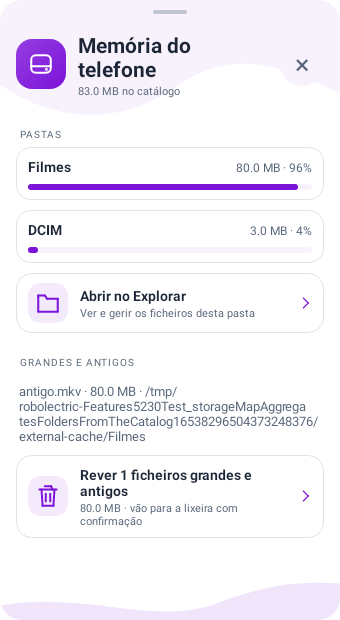 Memória do
telefone
83.0 MB no catálogo
PASTAS
Filmes 80.0 MB · 96%
DCIM 3.0 MB · 4%
Abrir no Explorar
Ver e gerir os ficheiros desta pasta
GRANDES E ANTIGOS
antigo.mkv · 80.0 MB · /tmp/
robolectric-Features5230Test_storageMapAggrega
tesFoldersFromTheCatalog16538296504373248376/
external-cache/Filmes
Rever 1 ficheiros grandes e
antigos
80.0 MB · vão para a lixeira com
confirmação